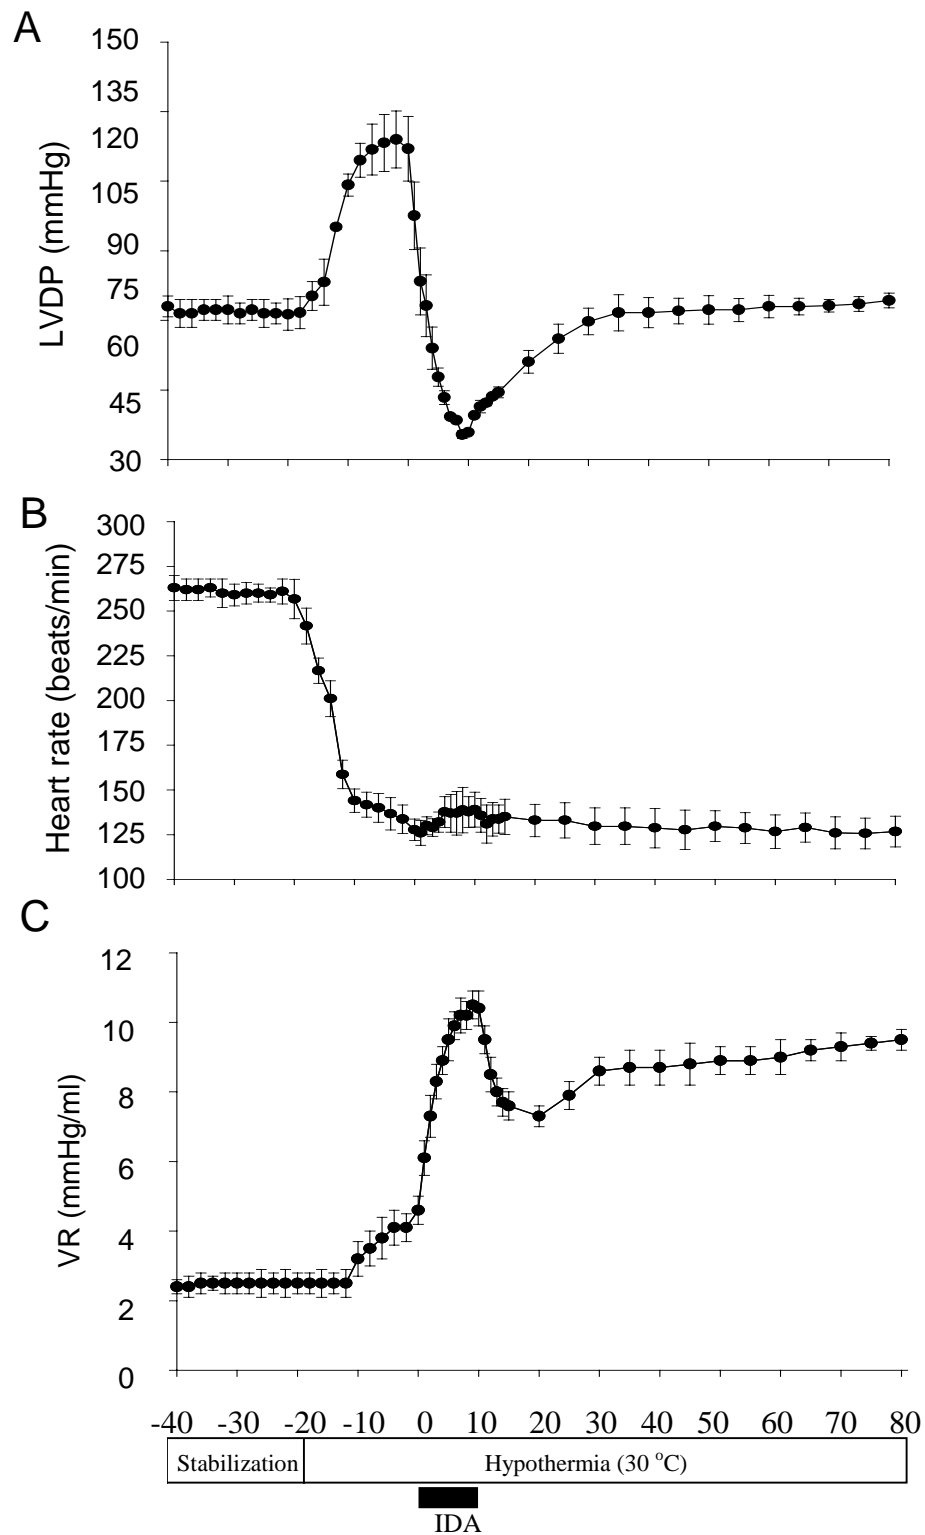 A
LVDP (mmHg)
150
135
120
105
90
75
60
45
30
B
Heart rate (beats/min)
300
275
250
225
200
175
150
125
100
C
VR (mmHg/ml)
12
10
8
6
4
2
0
-40 -30 -20 -10 0 10 20 30 40 50 60 70 80
Stabilization Hypothermia (30 °C)
IDA